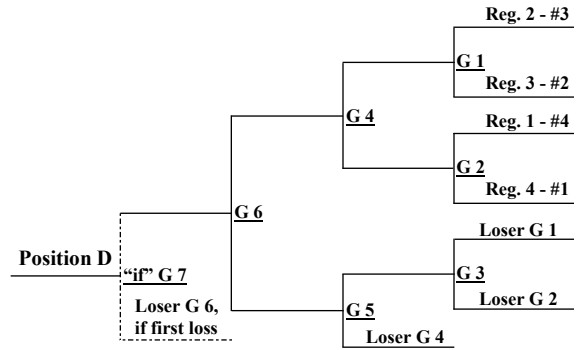 Reg. 2 - #3
G 1
Reg. 3 - #2
G 4
Reg. 1 - #4
G 2
Reg. 4 - #1
G 6
Loser G 1
Position D
"if" G 7
G 3
Loser G 6,
if first loss
G 5
Loser G 2
Loser G 4